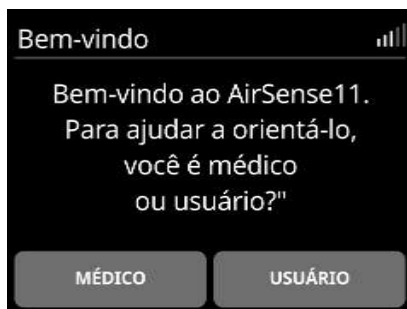 Bem-vindo
Bem-vindo ao AirSense11.
Para ajudar a orientá-lo,
você é médico
ou usuário?"
MÉDICO
USUÁRIO